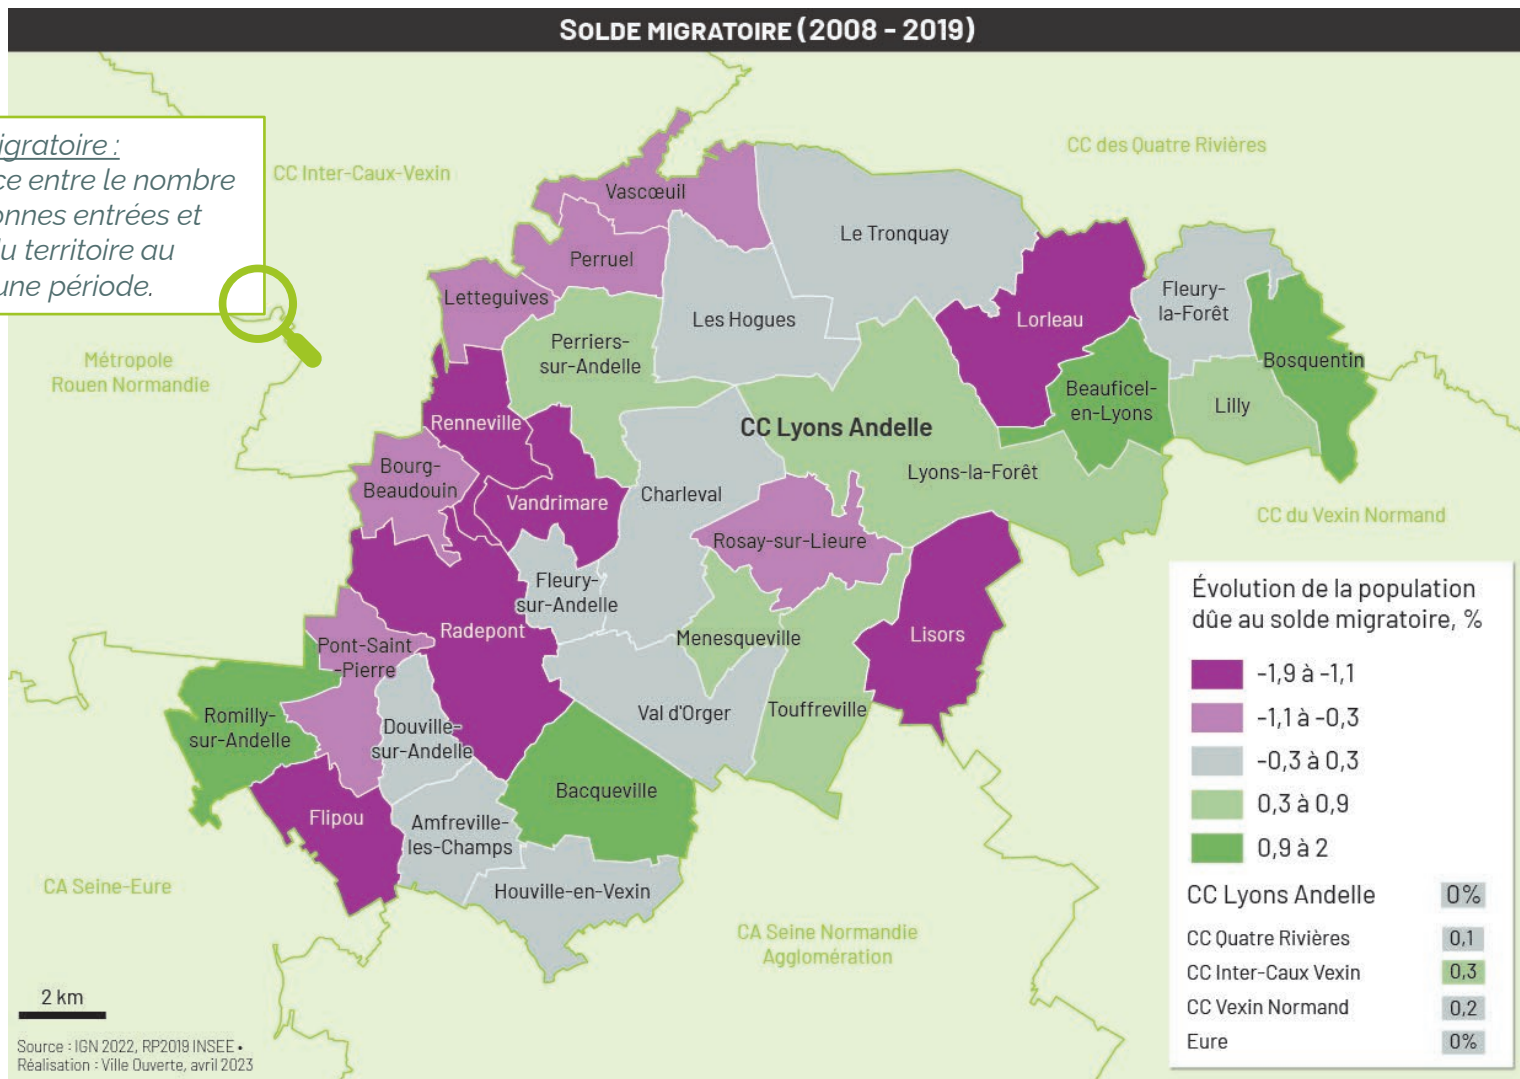 SOLDE MIGRATOIRE (2008 - 2019)
igratoire :
ce entre le nombre
onnes entrées et
u territoire au
une période.
CC Inter-Caux-Vexin
CC des Quatre Rivières
Métropole
Rouen Normandie
Vascœuil
Le Tronquay
Perruel
Letteguives
Les Hogues
Lorleau
Fleury-
la-Forêt
Perriers-
sur-Andelle
Bosquentin
Beauficel-
en-Lyons
Lilly
Renneville
CC Lyons Andelle
Bourg-
Beaudouin
Lyons-la-Forêt
Vandrimare
Charleval
CC du Vexin Normand
Rosay-sur-Lieure
Fleury-
sur-Andelle
Radepont
Menesqueville
Lisors
Pont-Saint
-Pierre
Romilly-
sur-Andelle
Douville-
sur-Andelle
Val d'Orger
Touffreville
Bacqueville
Flipou
Amfreville-
les-Champs
Houville-en-Vexin
CA Seine-Eure
CA Seine Normandie
Agglomération
Évolution de la population
dûe au solde migratoire, %
-1,9 à -1,1
-1,1 à -0,3
-0,3 à 0,3
0,3 à 0,9
0,9 à 2
CC Lyons Andelle 0%
CC Quatre Rivières 0,1
CC Inter-Caux Vexin 0,3
CC Vexin Normand 0,2
Eure 0%
2 km
Source : IGN 2022, RP2019 INSEE •
Réalisation : Ville Ouverte, avril 2023